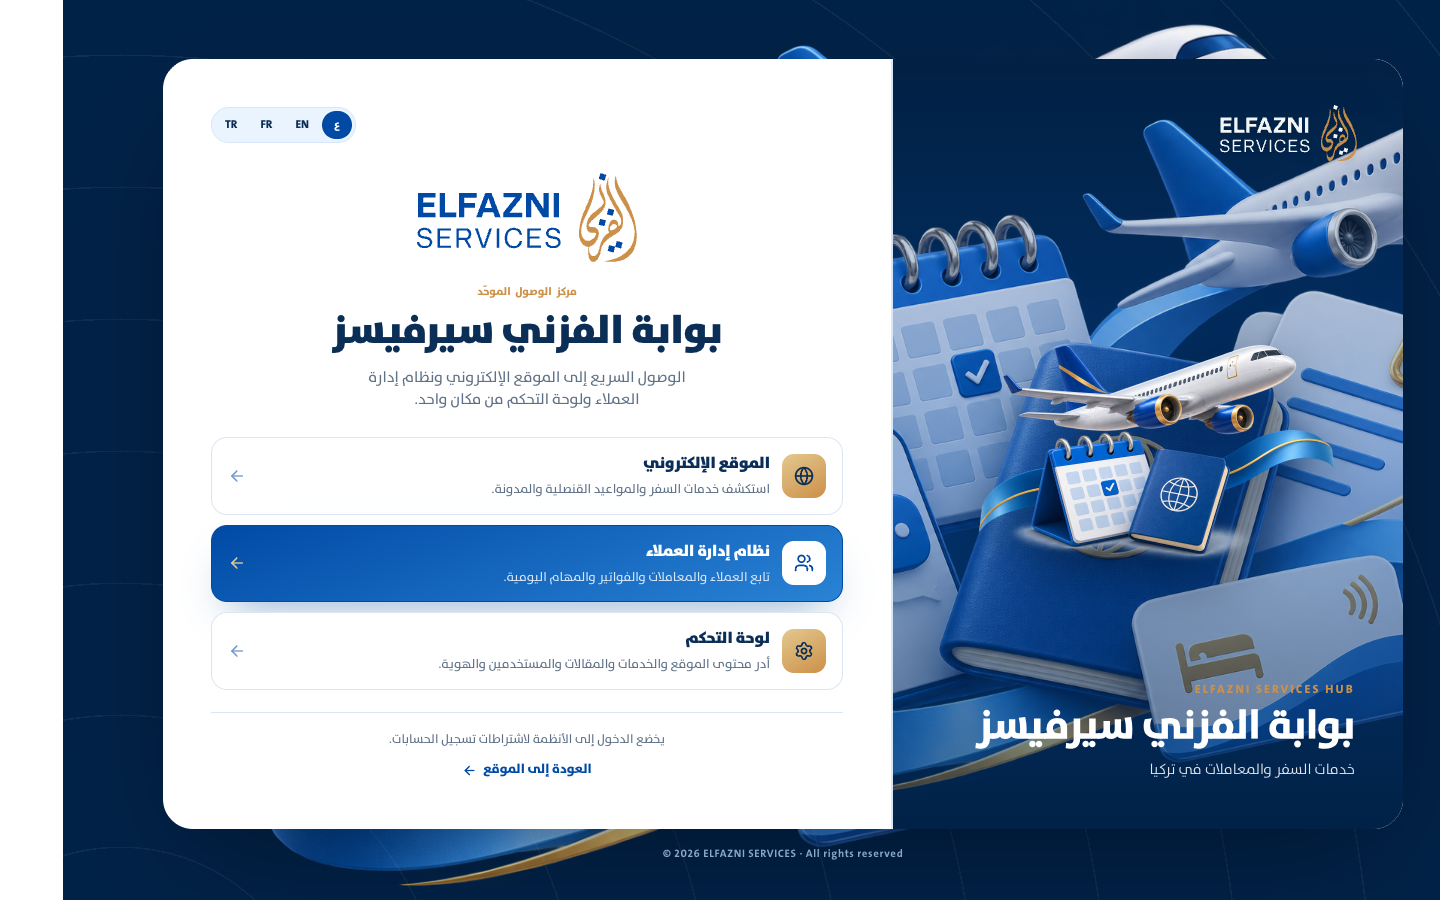 TR FR EN ع
ELFAZNI
SERVICES
مركز الوصول الموحّد
بوابة الفزني سيرفيسز
الوصول السريع إلى الموقع الإلكتروني ونظام إدارة
العملاء ولوحة التحكم من مكان واحد.
الموقع الإلكتروني
استكشف خدمات السفر والمواعيد القنصلية والمدونة.
نظام إدارة العملاء
تابع العملاء والمعاملات والفواتير والمهام اليومية.
لوحة التحكم
أدر محتوى الموقع والخدمات والمقالات والمستخدمين والهوية.
يخضع الدخول إلى الأنظمة لاشتراطات تسجيل الحسابات.
العودة إلى الموقع
ELFAZNI
SERVICES
ELFAZNI SERVICES HUB
بوابة الفزني سيرفيسز
خدمات السفر والمعاملات في تركيا
© 2026 ELFAZNI SERVICES · All rights reserved